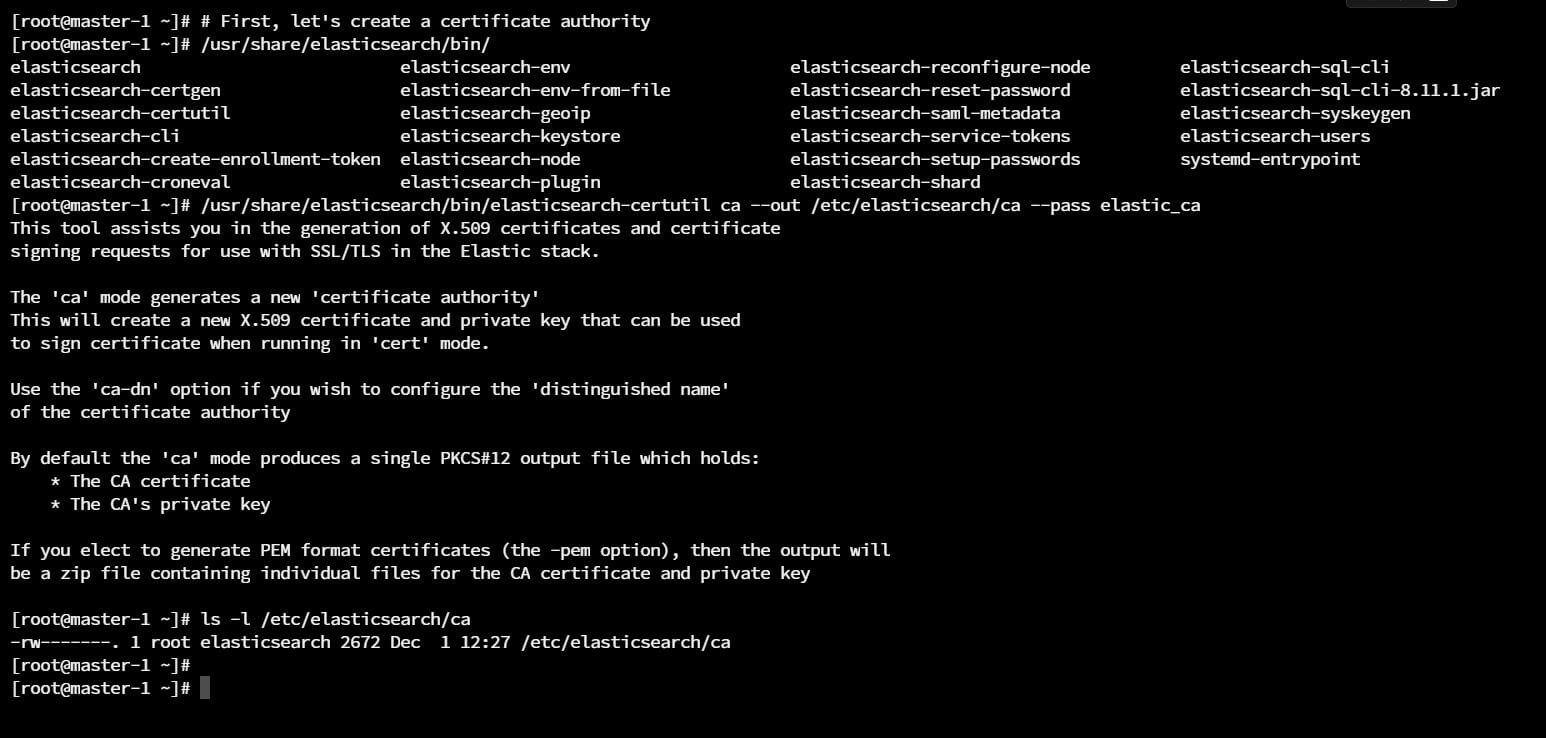 [root@master-1 ~]# # First, let's create a certificate authority
[root@master-1 ~]# /usr/share/elasticsearch/bin/
elasticsearch                          elasticsearch-env                      elasticsearch-reconfigure-node         elasticsearch-sql-cli
elasticsearch-certgen                  elasticsearch-env-from-file            elasticsearch-reset-password           elasticsearch-sql-cli-8.11.1.jar
elasticsearch-certutil                 elasticsearch-geoip                    elasticsearch-saml-metadata            elasticsearch-syskeygen
elasticsearch-cli                      elasticsearch-keystore                 elasticsearch-service-tokens           elasticsearch-users
elasticsearch-create-enrollment-token  elasticsearch-node                     elasticsearch-setup-passwords          systemd-entrypoint
elasticsearch-croneval                 elasticsearch-plugin                   elasticsearch-shard
[root@master-1 ~]# /usr/share/elasticsearch/bin/elasticsearch-certutil ca --out /etc/elasticsearch/ca --pass elastic_ca
This tool assists you in the generation of X.509 certificates and certificate
signing requests for use with SSL/TLS in the Elastic stack.

The 'ca' mode generates a new 'certificate authority'
This will create a new X.509 certificate and private key that can be used
to sign certificate when running in 'cert' mode.

Use the 'ca-dn' option if you wish to configure the 'distinguished name'
of the certificate authority

By default the 'ca' mode produces a single PKCS#12 output file which holds:
    * The CA certificate
    * The CA's private key

If you elect to generate PEM format certificates (the -pem option), then the output will
be a zip file containing individual files for the CA certificate and private key

[root@master-1 ~]# ls -l /etc/elasticsearch/ca
-rw-------. 1 root elasticsearch 2672 Dec  1 12:27 /etc/elasticsearch/ca
[root@master-1 ~]#
[root@master-1 ~]#